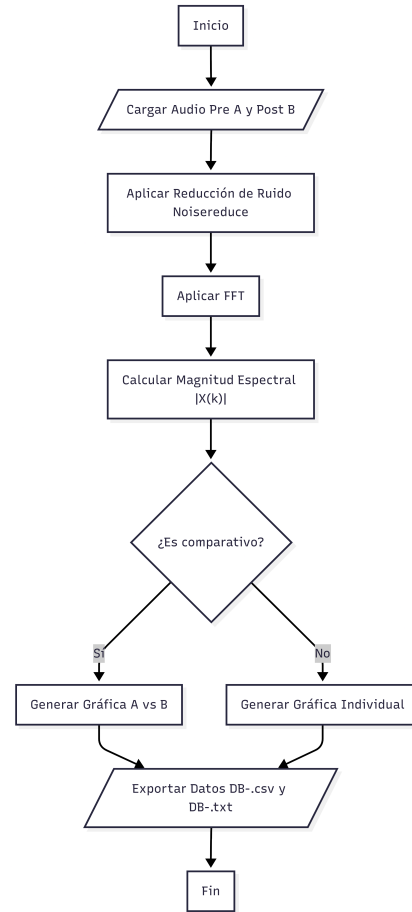 Inicio
Cargar Audio Pre A y Post B
Aplicar Reducción de Ruido
Noisereduce
Aplicar FFT
Calcular Magnitud Espectral
|X(k)|
¿Es comparativo?
Sí
No
Generar Gráfica A vs B
Generar Gráfica Individual
Exportar Datos DB-.csv y
DB-.txt
Fin